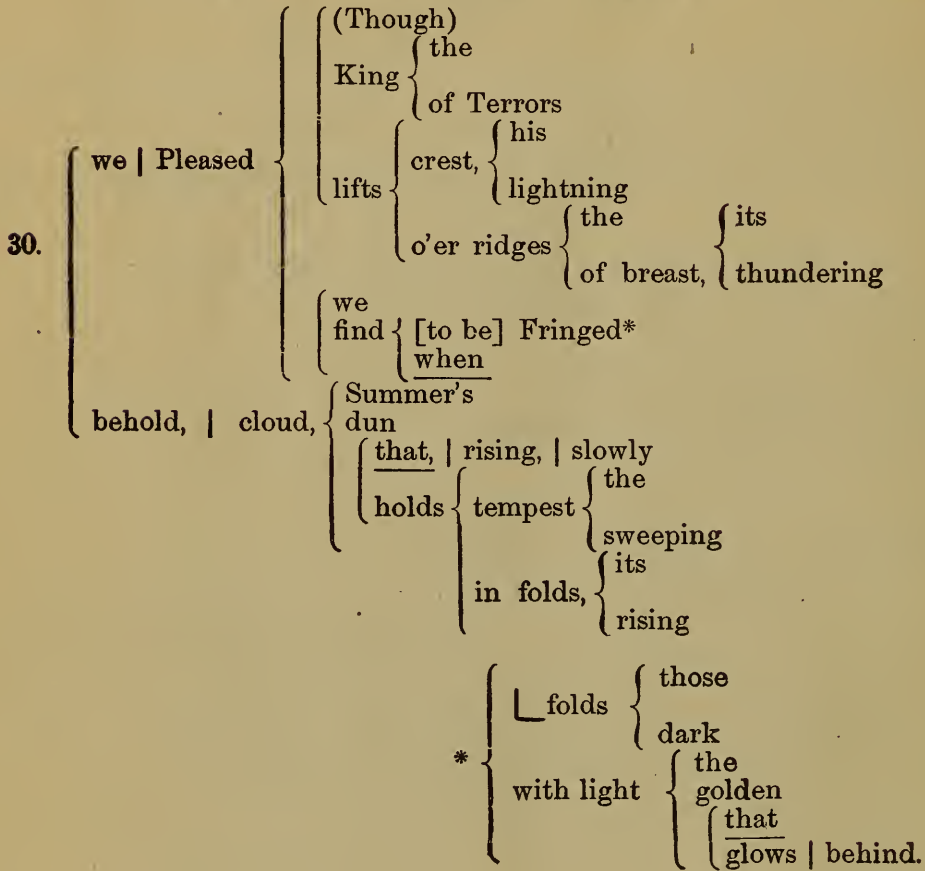 (Though)
King the
of Terrors
we | Pleased
lifts crest, his
lightning
o'er ridges the
of breast, its
thundering
30.
we
find [to be] Fringed*
when
behold, | cloud, Summer's
dun
that, | rising, | slowly
holds tempest the
sweeping
in folds, its
rising
* folds those
dark
with light the
golden
that
glows | behind.